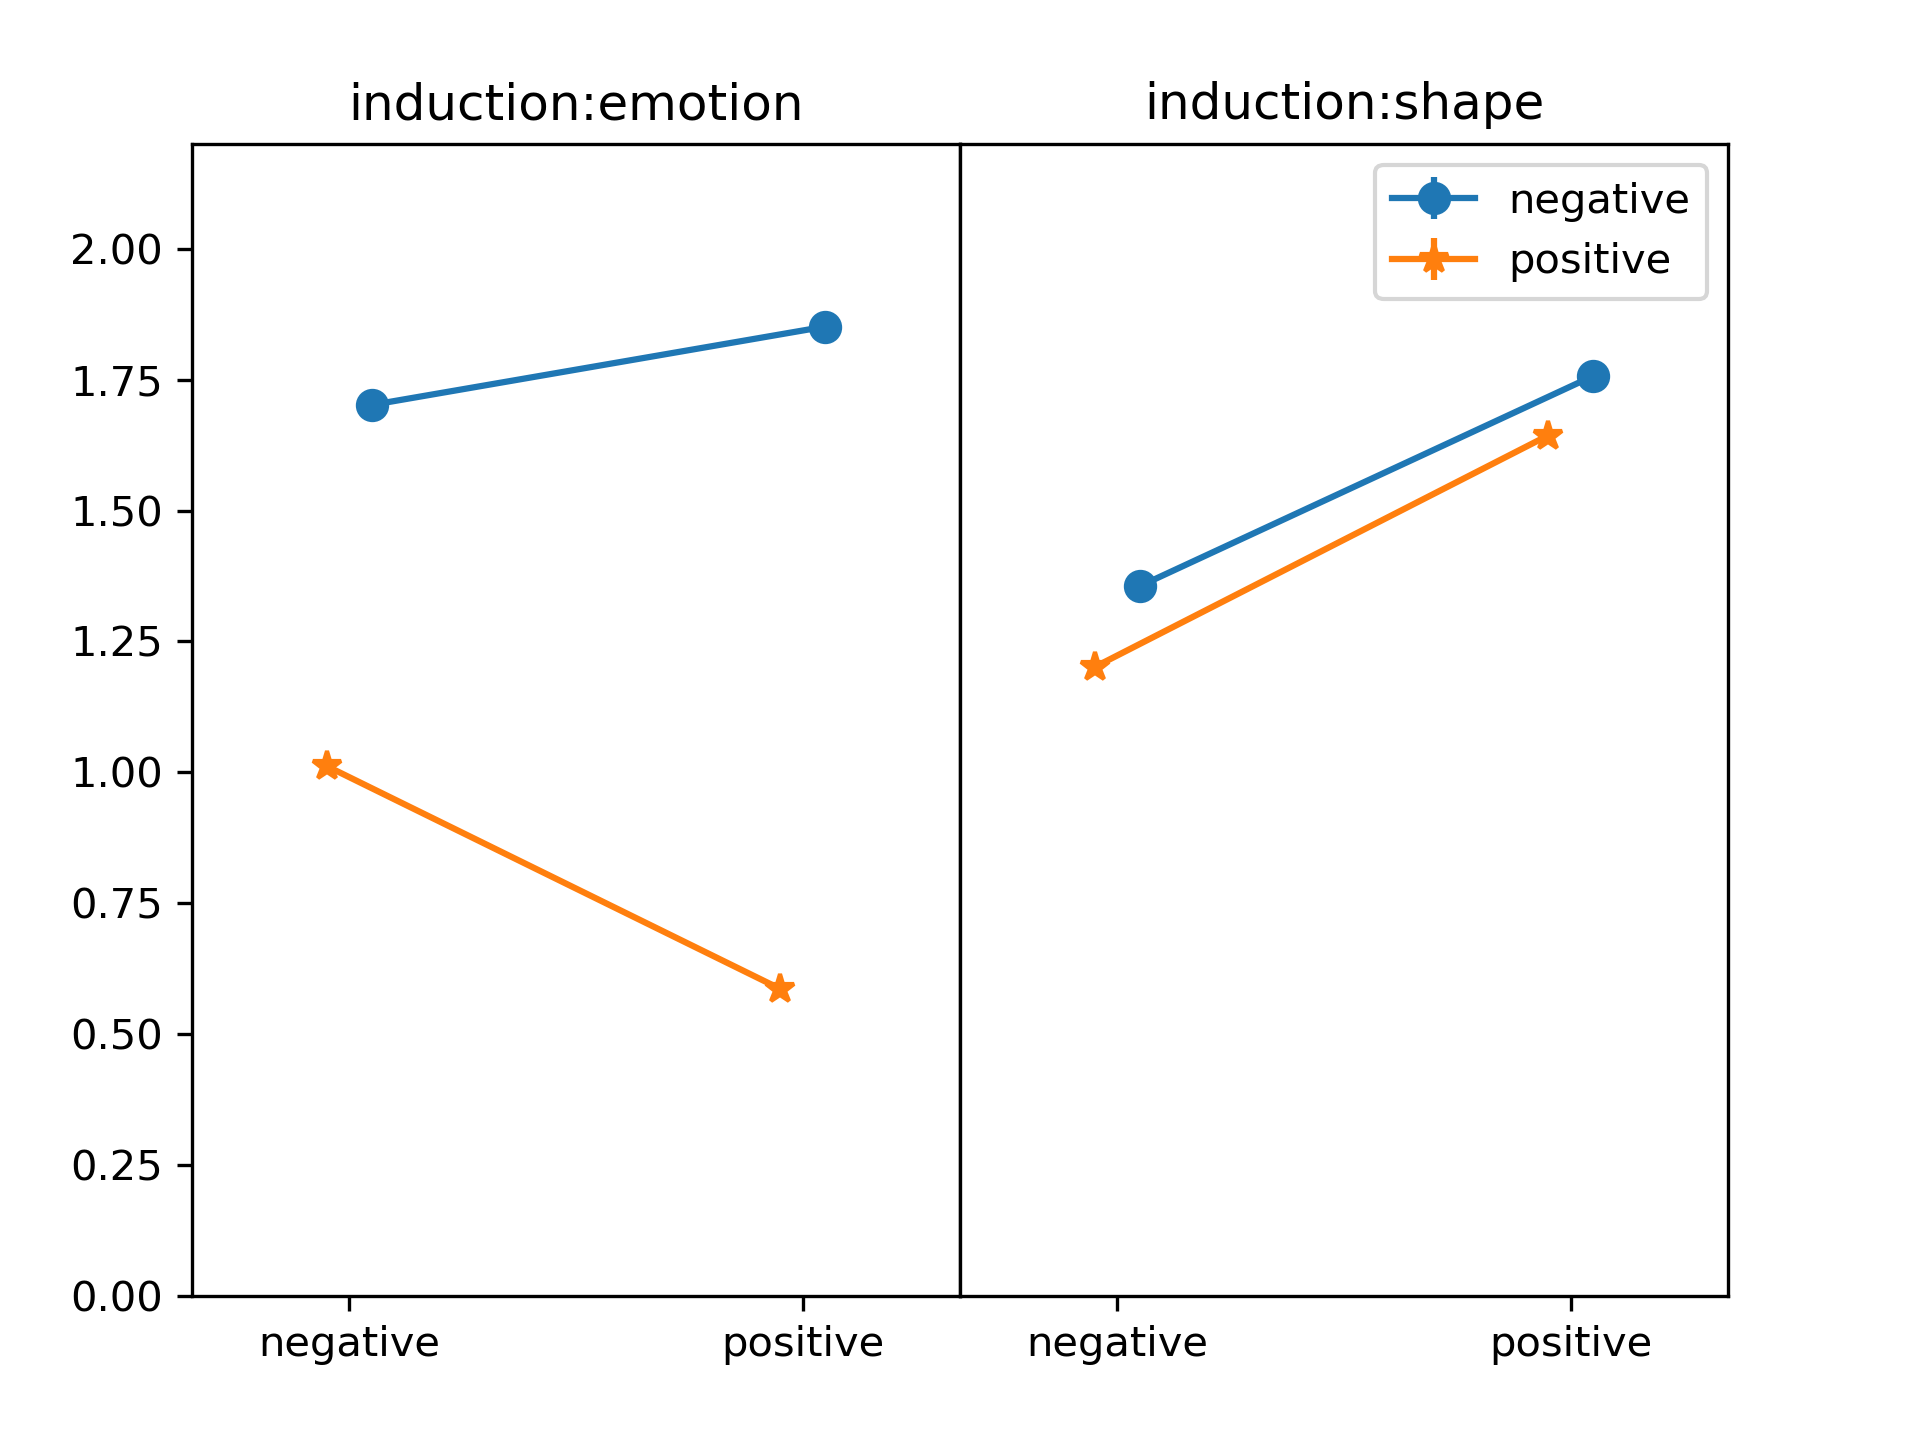 induction:emotion
induction:shape
negative
positive
2.00
1.75
1.50
1.25
1.00
0.75
0.50
0.25
0.00
negative
positive
negative
positive